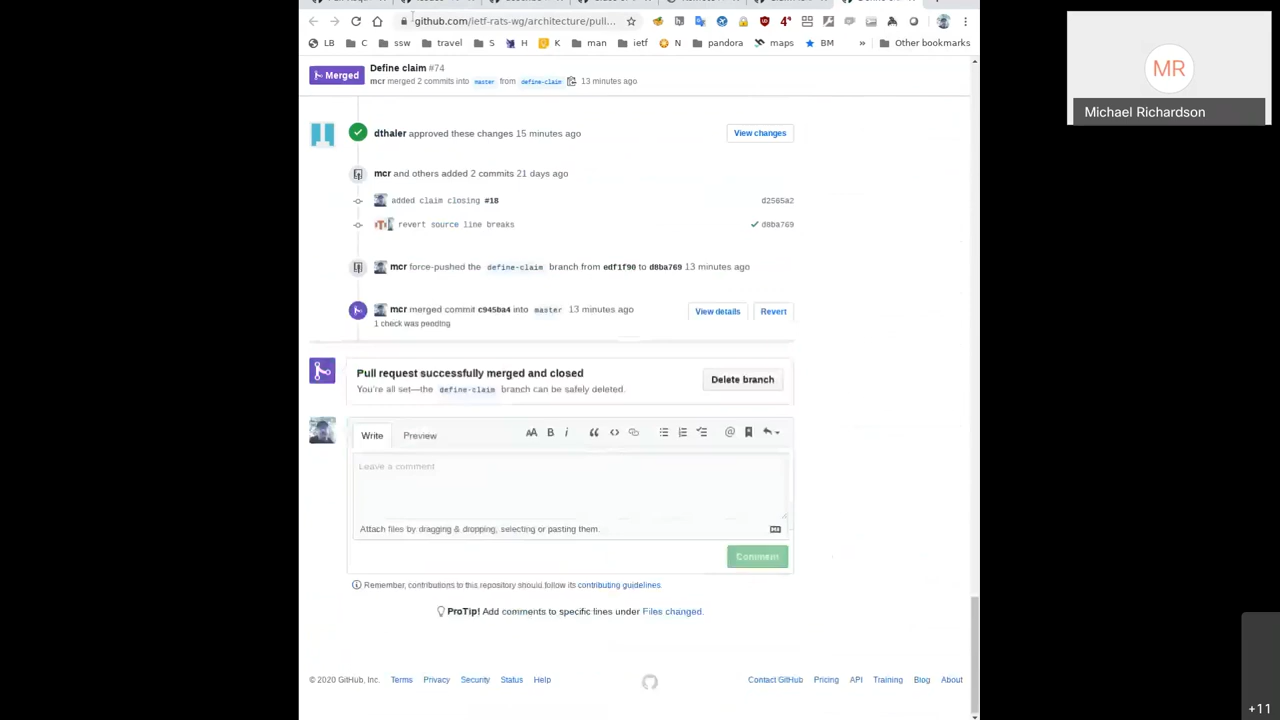 github.com/ietf-rats-wg/architecture/pull...
LB C ssw travel S H K man ietf N pandora maps BM » Other bookmarks
Merged
Define claim #74
mcr merged 2 commits into master from define-claim 13 minutes ago
dthaler approved these changes 15 minutes ago
View changes
mcr and others added 2 commits 21 days ago
added claim closing #18 d2565a2
revert source line breaks d8ba769
mcr force-pushed the define-claim branch from edf1f90 to d8ba769 13 minutes ago
mcr merged commit c945ba4 into master 13 minutes ago
View details Revert
1 check was pending
Pull request successfully merged and closed
You're all set—the define-claim branch can be safely deleted.
Delete branch
Write Preview
Leave a comment
Attach files by dragging & dropping, selecting or pasting them.
Comment
Remember, contributions to this repository should follow its contributing guidelines.
ProTip! Add comments to specific lines under Files changed.
© 2020 GitHub, Inc. Terms Privacy Security Status Help
Contact GitHub Pricing API Training Blog About
MR
Michael Richardson
+11